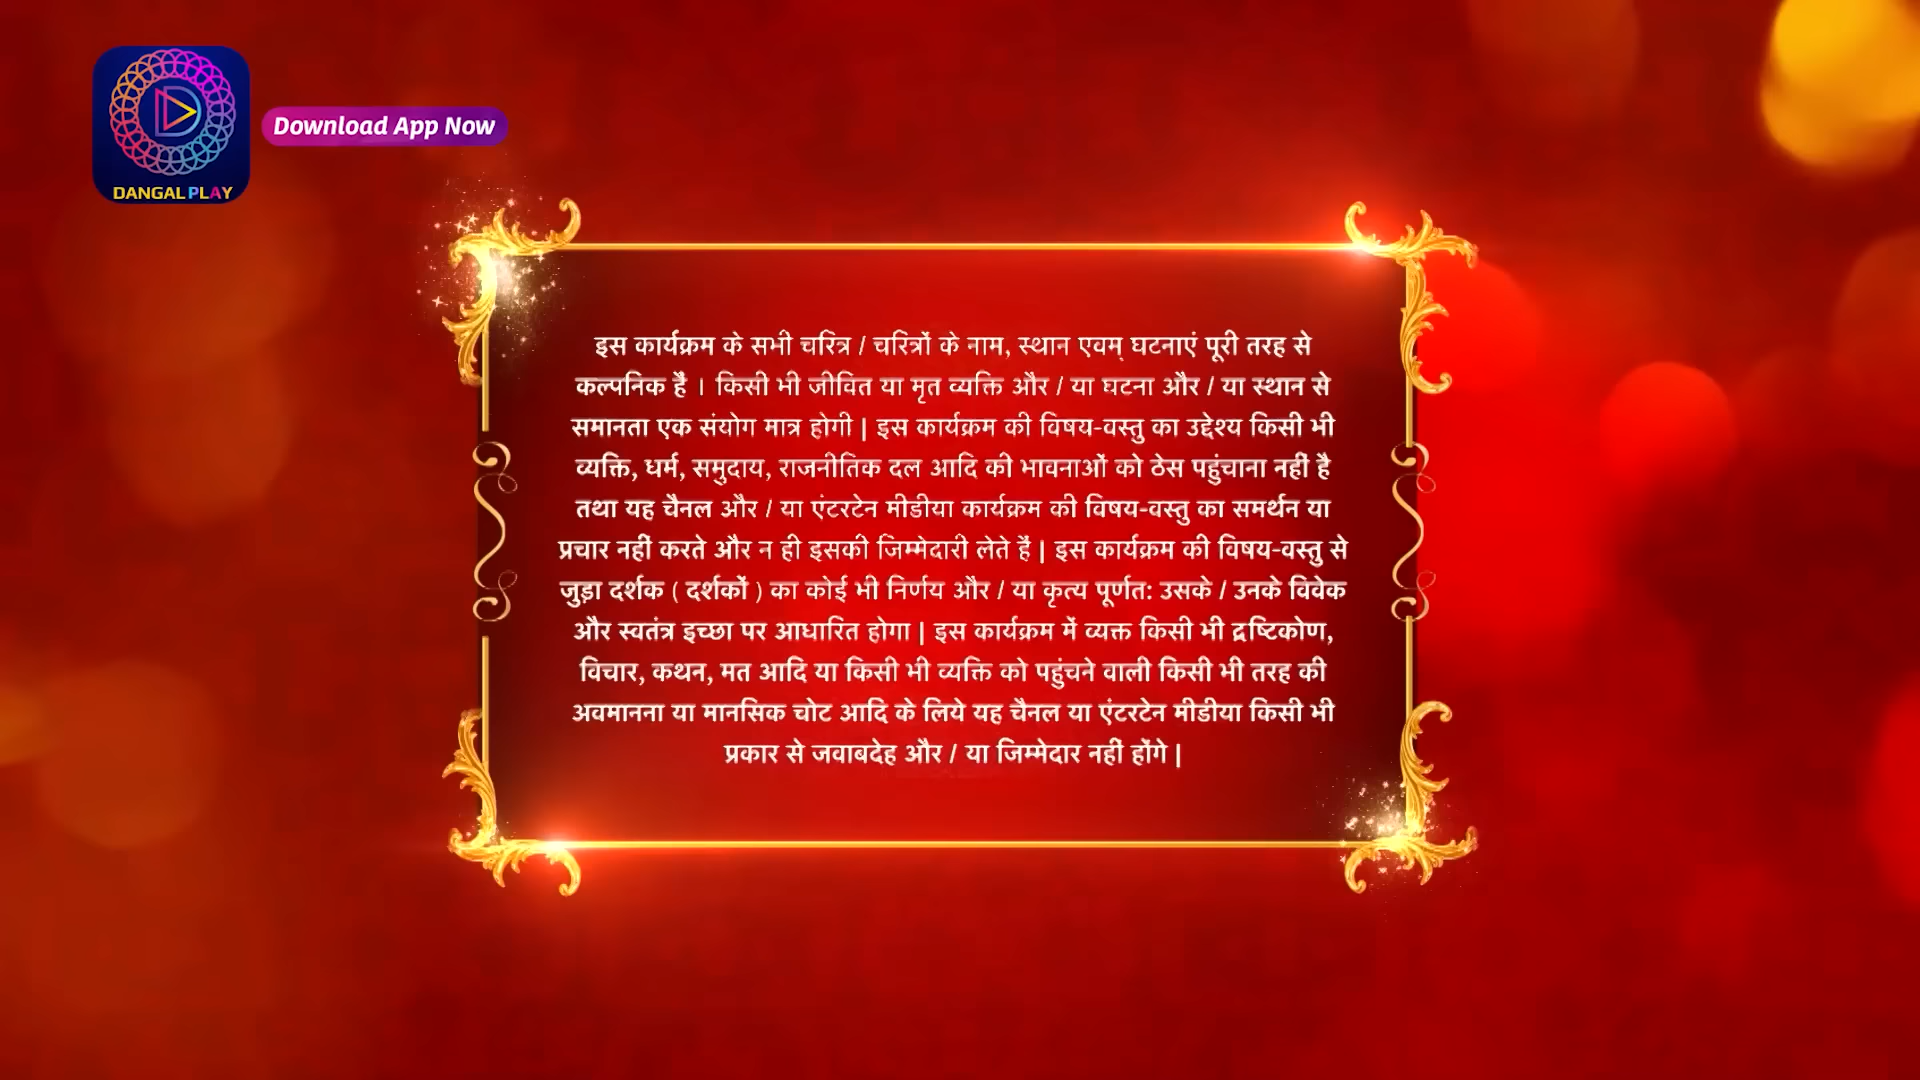 DANGAL PLAY
Download App Now
इस कार्यक्रम के सभी चरित्र / चरित्रों के नाम, स्थान एवम् घटनाएं पूरी तरह से
कल्पनिक हैं । किसी भी जीवित या मृत व्यक्ति और / या घटना और / या स्थान से
समानता एक संयोग मात्र होगी | इस कार्यक्रम की विषय-वस्तु का उद्देश्य किसी भी
व्यक्ति, धर्म, समुदाय, राजनीतिक दल आदि की भावनाओं को ठेस पहुंचाना नहीं है
तथा यह चैनल और / या एंटरटेन मीडीया कार्यक्रम की विषय-वस्तु का समर्थन या
प्रचार नहीं करते और न ही इसकी जिम्मेदारी लेते हैं | इस कार्यक्रम की विषय-वस्तु से
जुड़ा दर्शक ( दर्शकों ) का कोई भी निर्णय और / या कृत्य पूर्णत: उसके / उनके विवेक
और स्वतंत्र इच्छा पर आधारित होगा | इस कार्यक्रम में व्यक्त किसी भी द्रष्टिकोण,
विचार, कथन, मत आदि या किसी भी व्यक्ति को पहुंचने वाली किसी भी तरह की
अवमानना या मानसिक चोट आदि के लिये यह चैनल या एंटरटेन मीडीया किसी भी
प्रकार से जवाबदेह और / या जिम्मेदार नहीं होंगे |